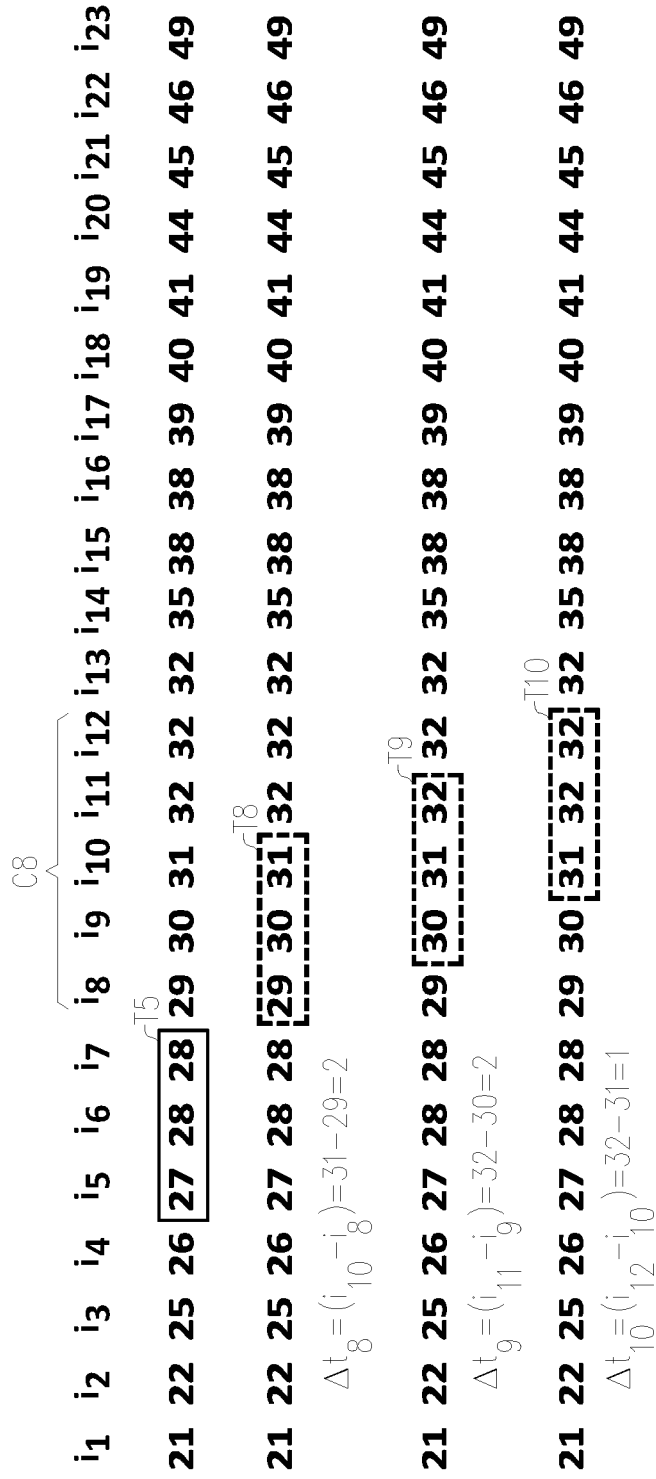 C8
i1 i2 i3 i4 i5 i6 i7 i8 i9 i10 i11 i12 i13 i14 i15 i16 i17 i18 i19 i20 i21 i22 i23
T5
21 22 25 26 27 28 28 29 30 31 32 32 32 35 38 38 39 40 41 44 45 46 49
T8
21 22 25 26 27 28 28 29 30 31 32 32 32 35 38 38 39 40 41 44 45 46 49
Δt8=(i10−i8)=31−29=2
T9
21 22 25 26 27 28 28 29 30 31 32 32 32 35 38 38 39 40 41 44 45 46 49
Δt9=(i11−i9)=32−30=2
T10
21 22 25 26 27 28 28 29 30 31 32 32 32 35 38 38 39 40 41 44 45 46 49
Δt10=(i12−i10)=32−31=1